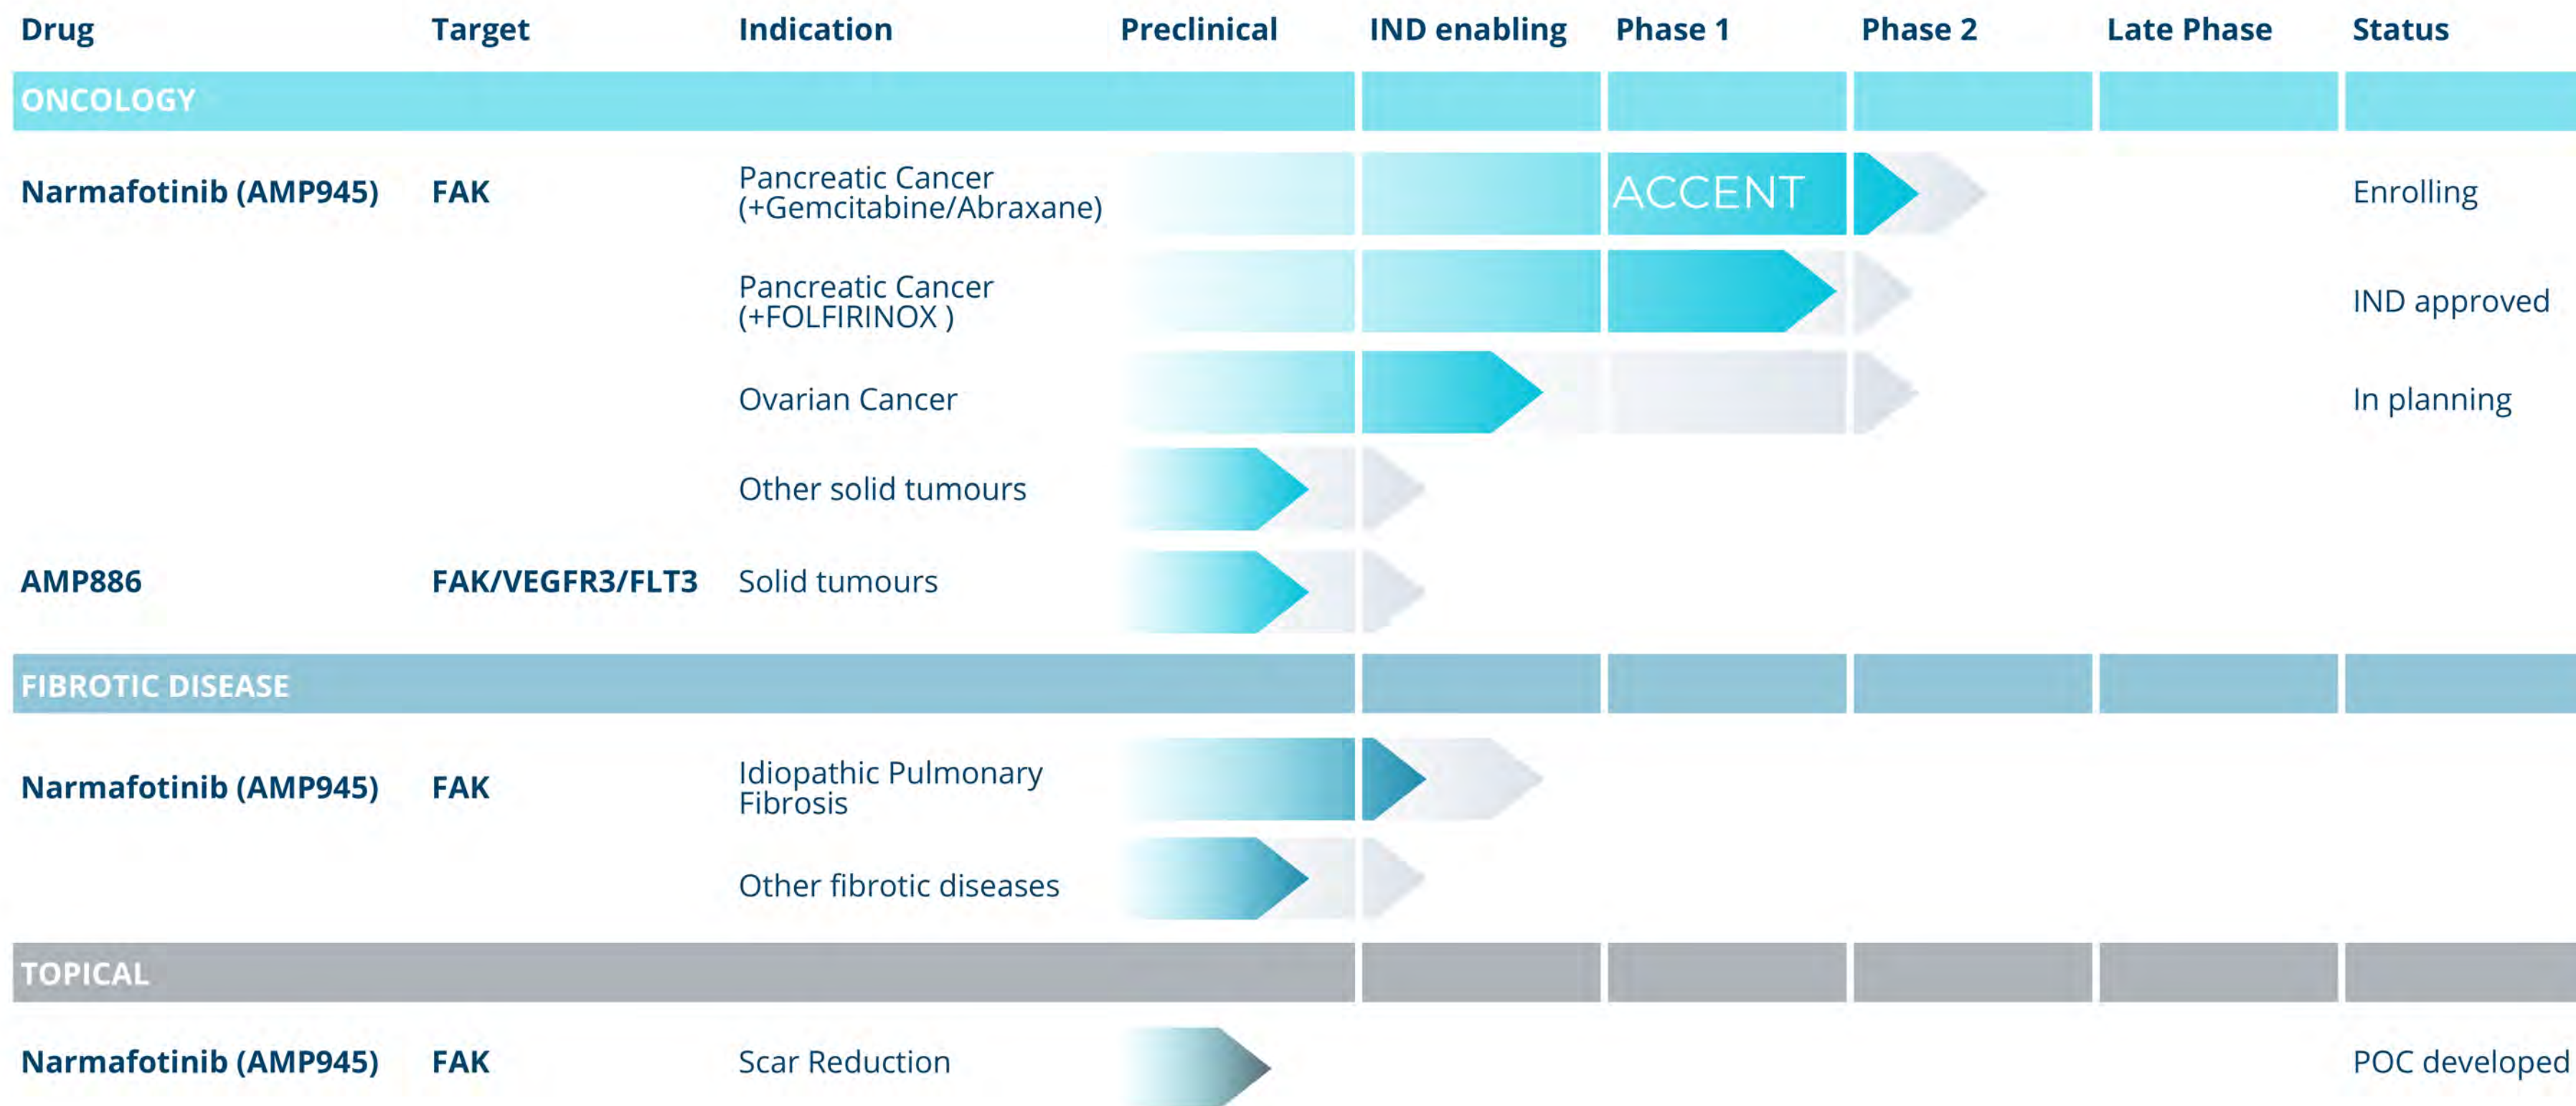 Drug Target Indication Preclinical IND enabling Phase 1 Phase 2 Late Phase Status
ONCOLOGY
Narmafotinib (AMP945) FAK Pancreatic Cancer
(+Gemcitabine/Abraxane) ACCENT Enrolling
Pancreatic Cancer
(+FOLFIRINOX ) IND approved
Ovarian Cancer In planning
Other solid tumours
AMP886 FAK/VEGFR3/FLT3 Solid tumours
FIBROTIC DISEASE
Narmafotinib (AMP945) FAK Idiopathic Pulmonary
Fibrosis
Other fibrotic diseases
TOPICAL
Narmafotinib (AMP945) FAK Scar Reduction POC developed